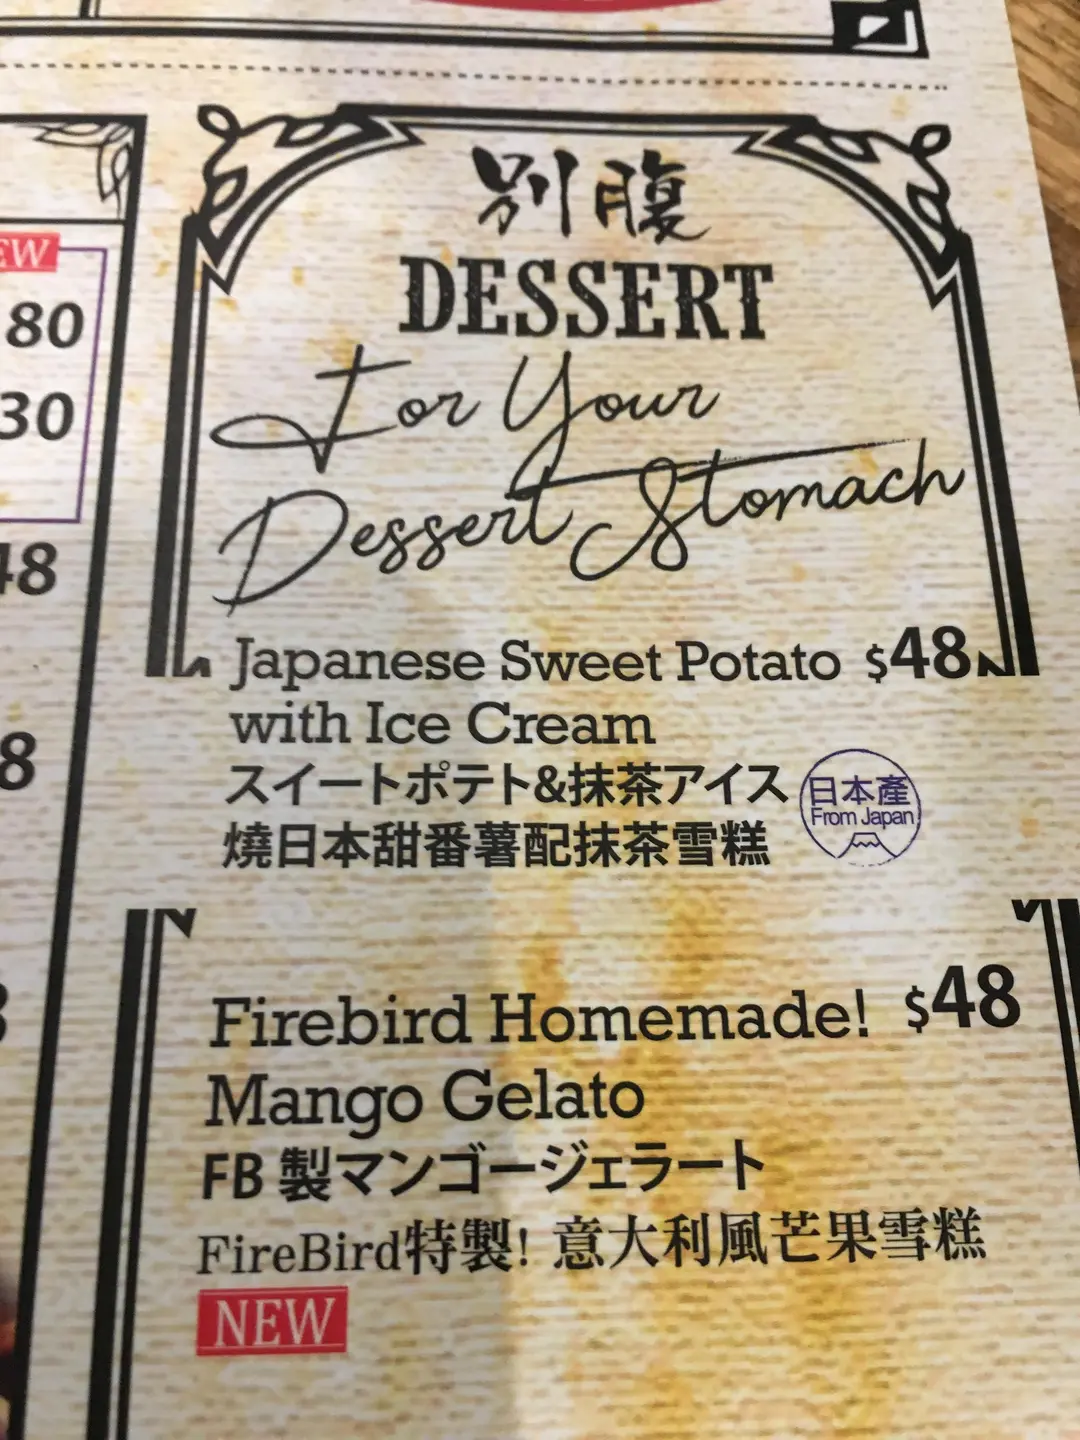 EW
80
30
48
8
別腹
DESSERT
For Your
Dessert Stomach
Japanese Sweet Potato $48
with Ice Cream
スイートポテト&抹茶アイス
燒日本甜番薯配抹茶雪糕
日本產
From Japan
Firebird Homemade! $48
Mango Gelato
FB 製マンゴージェラート
FireBird特製! 意大利風芒果雪糕
NEW